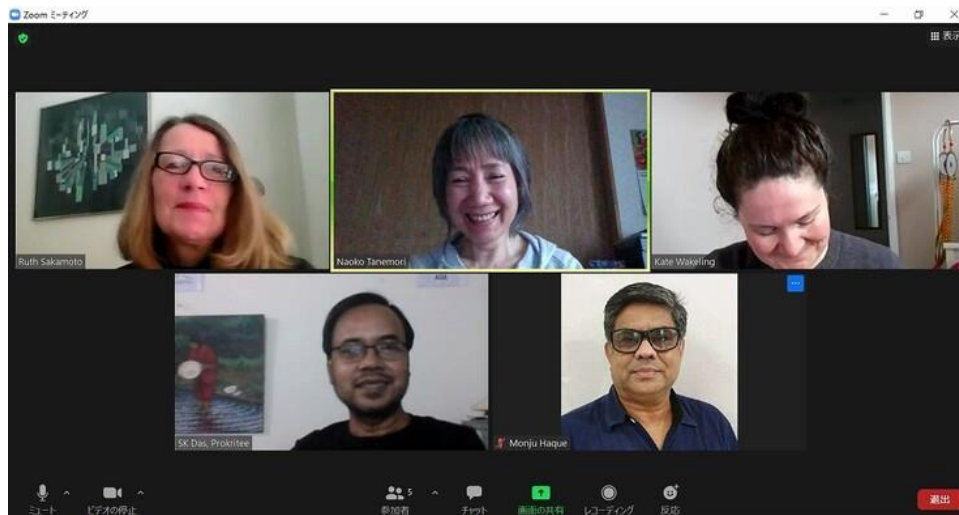 Zoom ミーティング
表示
Ruth Sakamoto
Naoko Tanemori
Kate Wakeling
SK Das, Prokritee
Monju Haque
ミュート
ビデオの停止
5
参加者
チャット
画面の共有
レコーディング
反応
退出